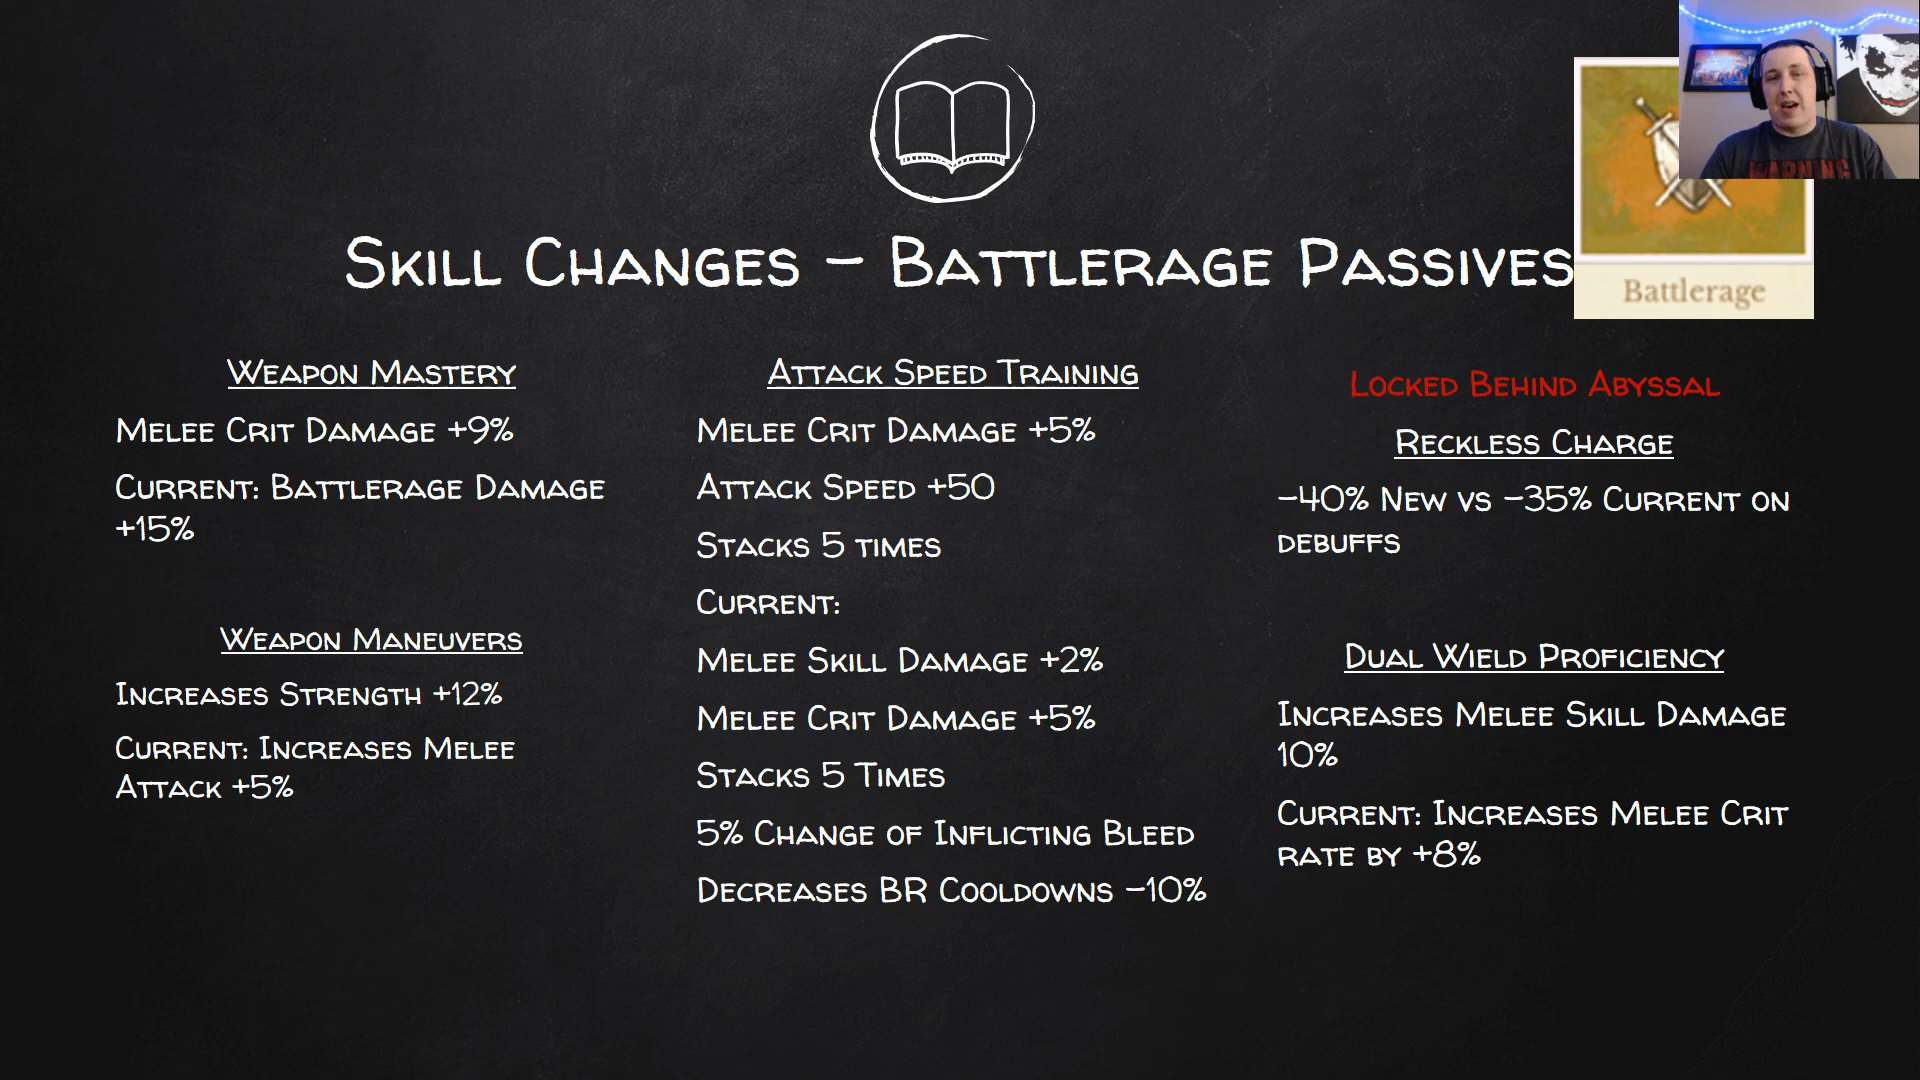 Skill Changes – Battlerage Passives
Battlerage
WARNING
Weapon Mastery
Melee Crit Damage +9%
Current: Battlerage Damage
+15%
Weapon Maneuvers
Increases Strength +12%
Current: Increases Melee
Attack +5%
Attack Speed Training
Melee Crit Damage +5%
Attack Speed +50
Stacks 5 times
Current:
Melee Skill Damage +2%
Melee Crit Damage +5%
Stacks 5 Times
5% Change of Inflicting Bleed
Decreases BR Cooldowns -10%
Locked Behind Abyssal
Reckless Charge
-40% New vs -35% Current on
debuffs
Dual Wield Proficiency
Increases Melee Skill Damage
10%
Current: Increases Melee Crit
rate by +8%